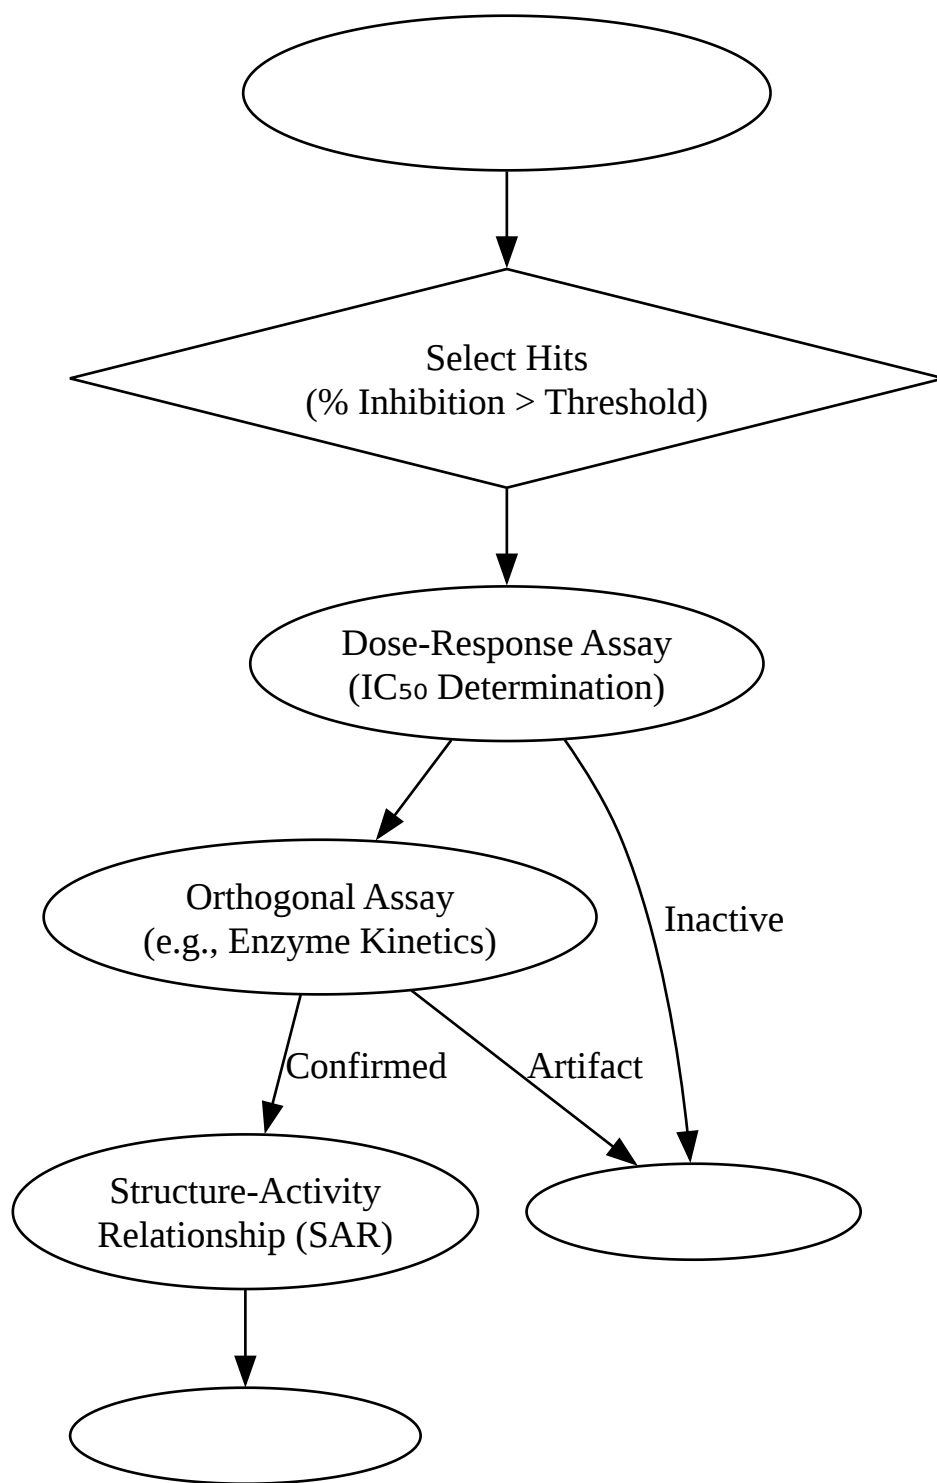 Select Hits
(% Inhibition > Threshold)
Dose-Response Assay
(IC₅₀ Determination)
Orthogonal Assay
(e.g., Enzyme Kinetics)
Inactive
Confirmed
Artifact
Structure-Activity
Relationship (SAR)